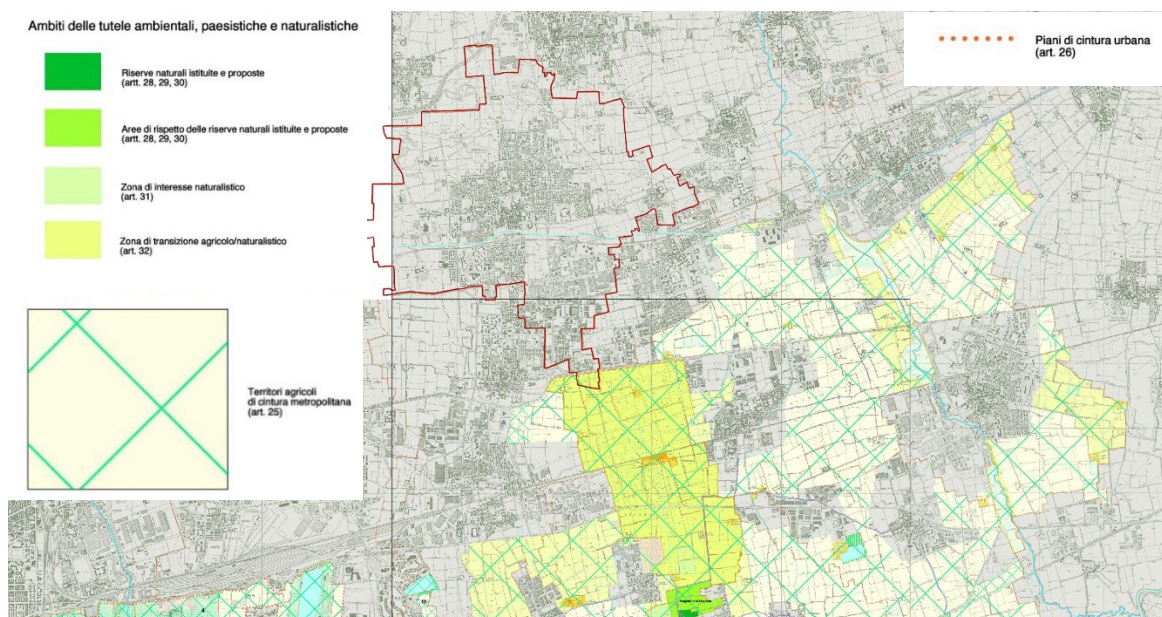 Ambiti delle tutele ambientali, paesistiche e naturalistiche
Riserve naturali istituite e proposte
(artt. 28, 29, 30)
Aree di rispetto delle riserve naturali istituite e proposte
(artt. 28, 29, 30)
Zona di interesse naturalistico
(art. 31)
Zona di transizione agricolo/naturalistico
(art. 32)
Territori agricoli
di cintura metropolitana
(art. 25)
Piani di cintura urbana
(art. 26)
4